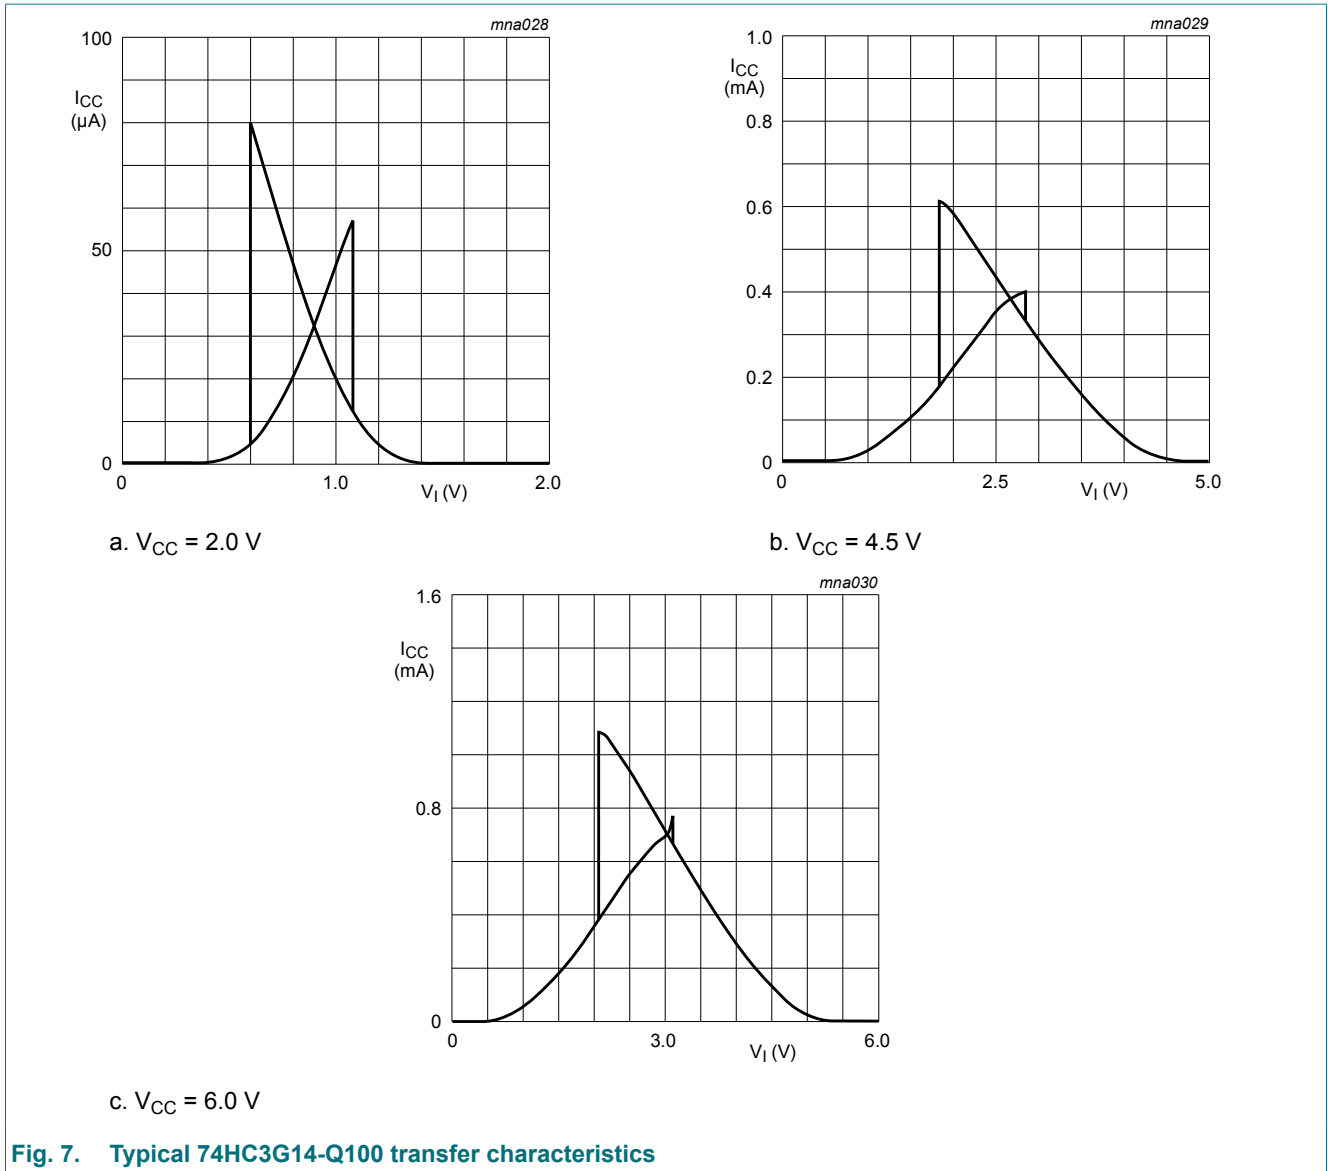 mna028
100
ICC
(µA)
50
0
0
1.0
VI (V)
2.0
a. VCC = 2.0 V
mna029
1.0
ICC
(mA)
0.8
0.6
0.4
0.2
0
0
2.5
VI (V)
5.0
b. VCC = 4.5 V
mna030
1.6
ICC
(mA)
0.8
0
0
3.0
VI (V)
6.0
c. VCC = 6.0 V
Fig. 7. Typical 74HC3G14-Q100 transfer characteristics